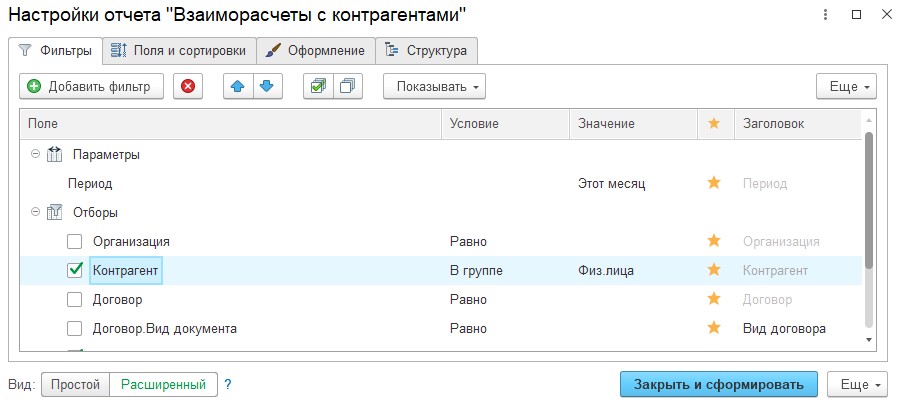 Настройки отчета "Взаиморасчеты с контрагентами"
Фильтры Поля и сортировки Оформление Структура
Добавить фильтр Показывать Еще
Поле Условие Значение Заголовок
Параметры
Период Этот месяц Период
Отборы
Организация Равно Организация
Контрагент В группе Физ.лица Контрагент
Договор Равно Договор
Договор.Вид документа Равно Вид договора
Вид: Простой Расширенный ? Закрыть и сформировать Еще